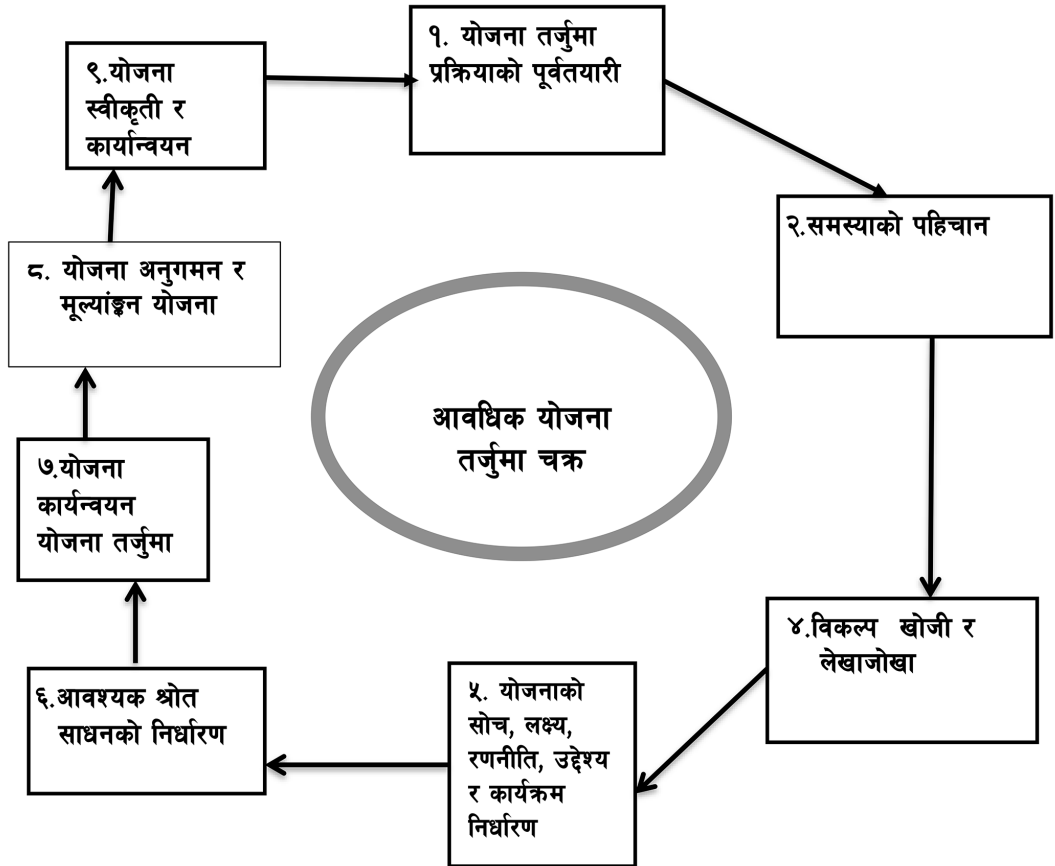 १. योजना तर्जुमा
प्रक्रियाको पूर्वतयारी
२.समस्याको पहिचान
४.विकल्प खोजी र
लेखाजोखा
५. योजनाको
सोच, लक्ष्य,
रणनीति, उद्देश्य
र कार्यक्रम
निर्धारण
६.आवश्यक श्रोत
साधनको निर्धारण
७.योजना
कार्यन्वयन
योजना तर्जुमा
८. योजना अनुगमन र
मूल्यांङ्कन योजना
९.योजना
स्वीकृती र
कार्यान्वयन
आवधिक योजना
तर्जुमा चक्र